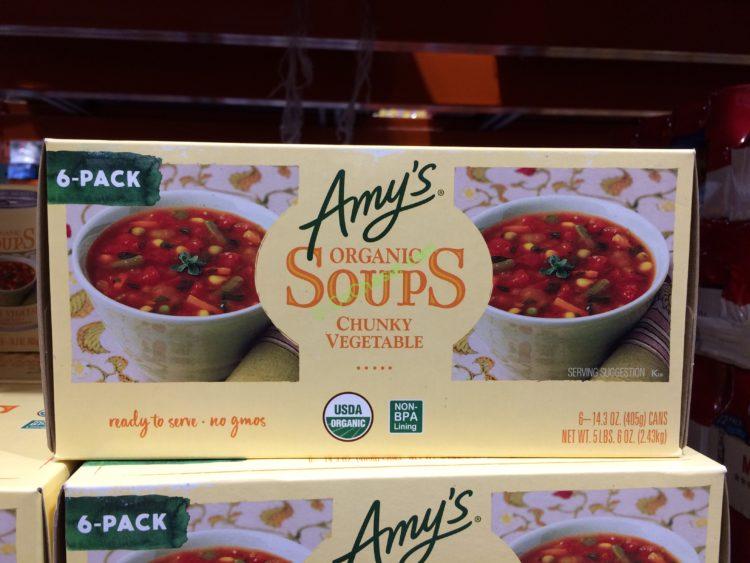 6-PACK
Amy's®
ORGANIC
SOUPS
CHUNKY
VEGETABLE
SERVING SUGGESTION K
ready to serve · no gmos
USDA
ORGANIC
NON-
BPA
Lining
6–14.3 OZ. (405g) CANS
NET WT. 5 LBS. 6 OZ. (2.43kg)
SOUPS
6-PACK
Amy's®